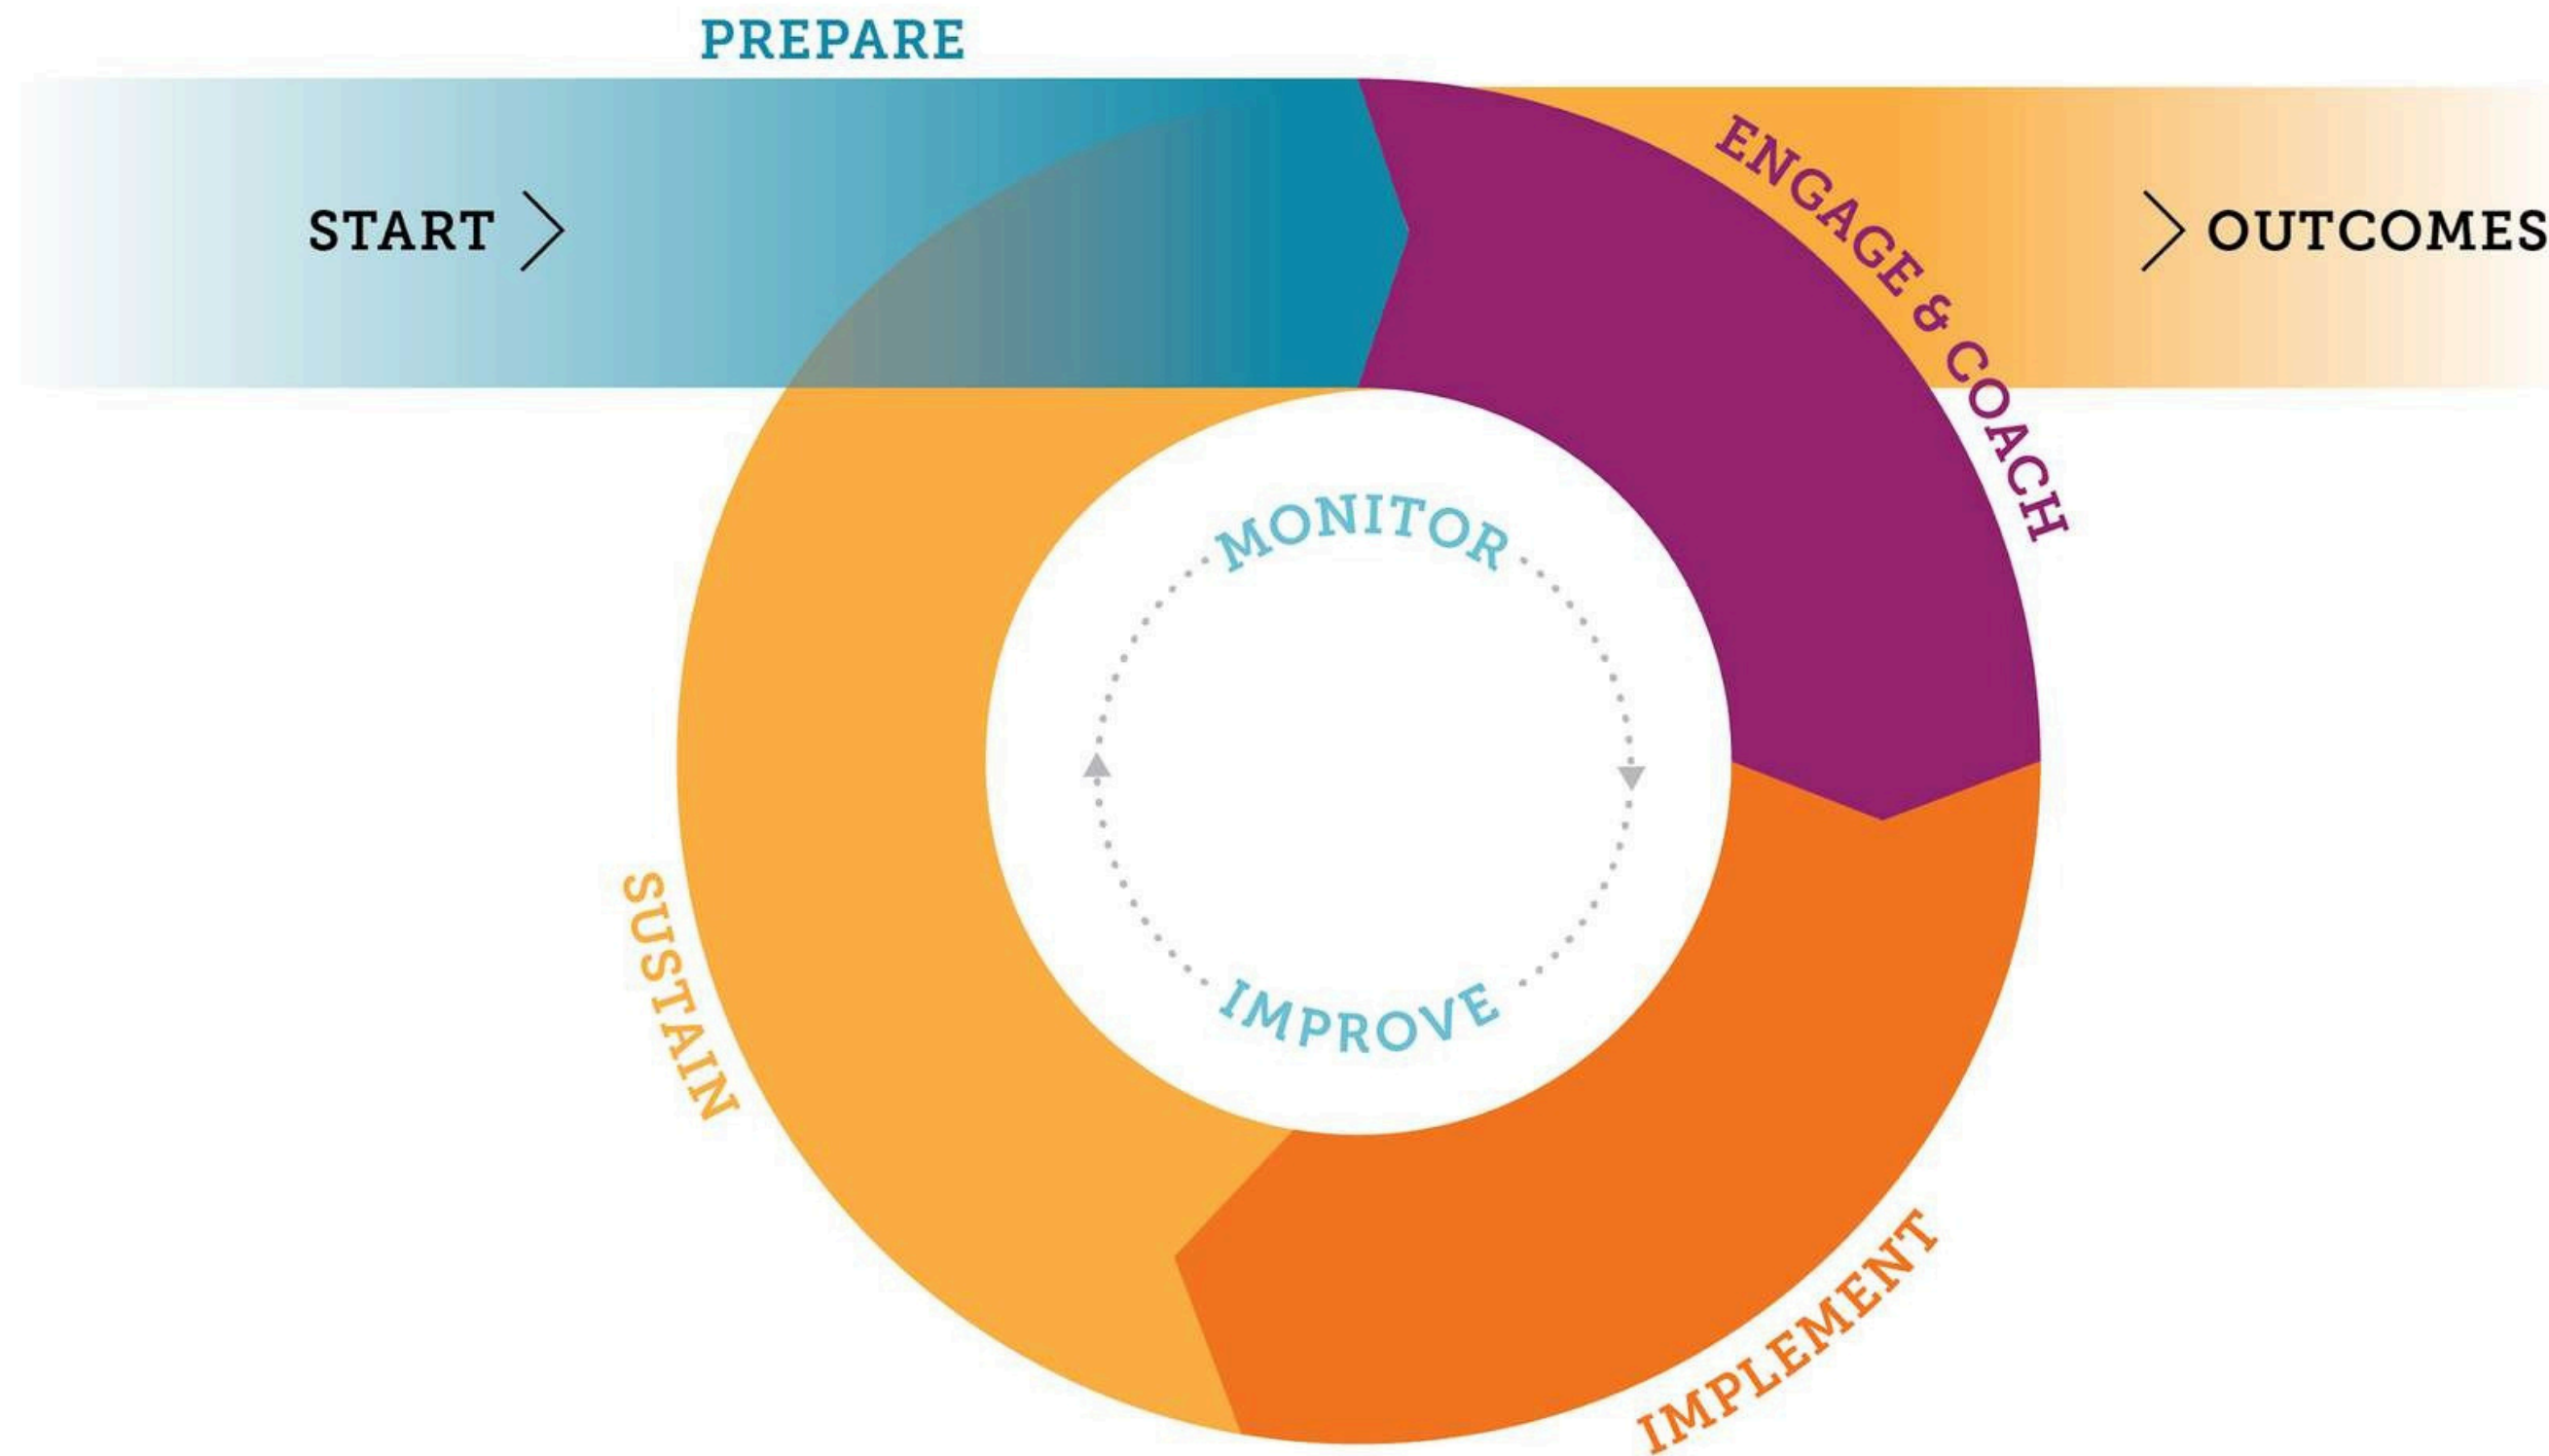 PREPARE
START
ENGAGE & COACH
OUTCOMES
MONITOR
IMPROVE
SUSTAIN
IMPLEMENT